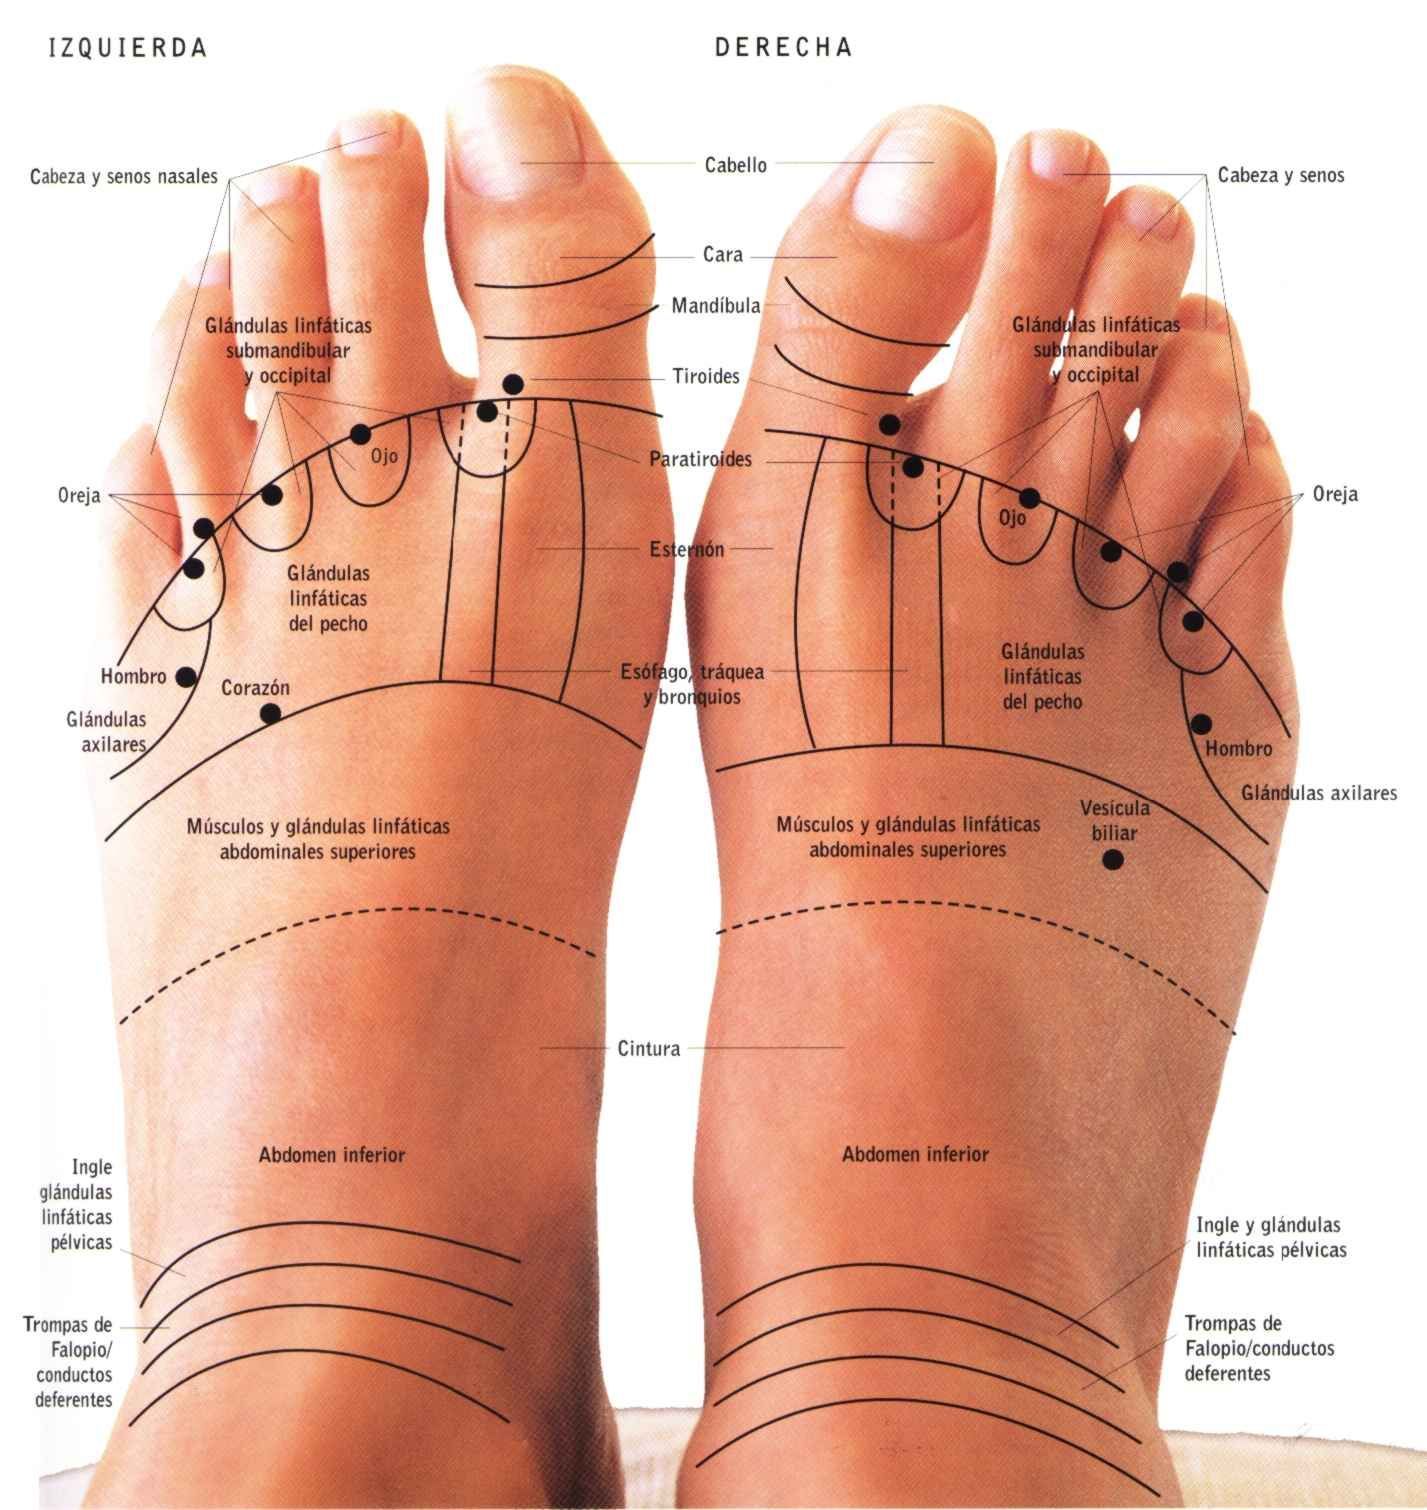 IZQUIERDA
DERECHA
Cabeza y senos nasales
Cabello
Cabeza y senos
Cara
Mandíbula
Glándulas linfáticas
submandibular
y occipital
Glándulas linfáticas
submandibular
y occipital
Tiroides
Ojo
Paratiroides
Ojo
Oreja
Oreja
Esternón
Glándulas
linfáticas
del pecho
Glándulas
linfáticas
del pecho
Hombro
Corazón
Esófago, tráquea
y bronquios
Glándulas
axilares
Hombro
Glándulas axilares
Músculos y glándulas linfáticas
abdominales superiores
Músculos y glándulas linfáticas
abdominales superiores
Vesícula
biliar
Cintura
Abdomen inferior
Abdomen inferior
Ingle
glándulas
linfáticas
pélvicas
Ingle y glándulas
linfáticas pélvicas
Trompas de
Falopio/
conductos
deferentes
Trompas de
Falopio/conductos
deferentes